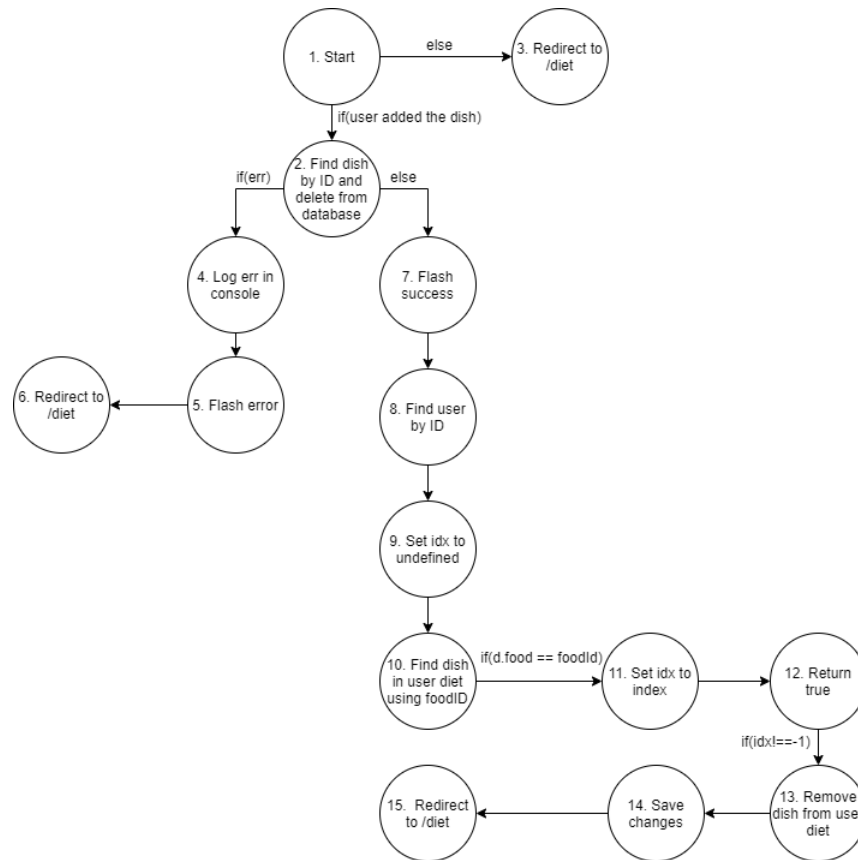 1. Start
else
3. Redirect to
/diet
if(user added the dish)
2. Find dish
by ID and
delete from
database
if(err)
else
4. Log err in
console
7. Flash
success
6. Redirect to
/diet
5. Flash error
8. Find user
by ID
9. Set idx to
undefined
10. Find dish
in user diet
using foodID
if(d.food == foodId)
11. Set idx to
index
12. Return
true
if(idx!==-1)
15. Redirect
to /diet
14. Save
changes
13. Remove
dish from use
diet